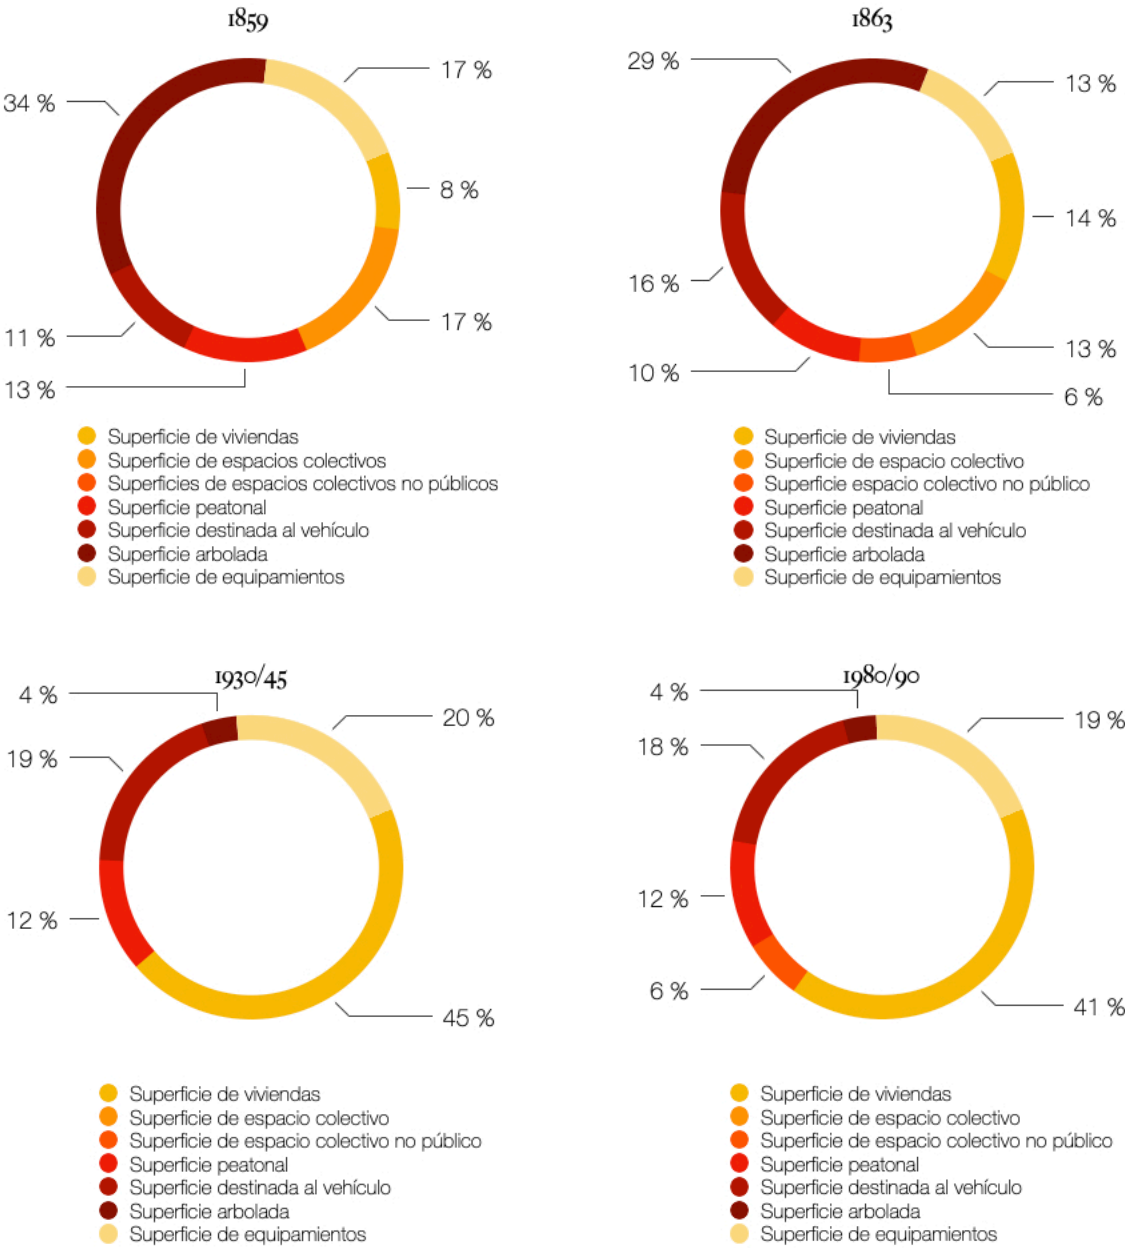 1859
17 %
34 %
8 %
17 %
11 %
13 %
Superficie de viviendas
Superficie de espacios colectivos
Superficies de espacios colectivos no públicos
Superficie peatonal
Superficie destinada al vehículo
Superficie arbolada
Superficie de equipamientos
1863
29 %
13 %
14 %
16 %
13 %
10 %
6 %
Superficie de viviendas
Superficie de espacio colectivo
Superficie espacio colectivo no público
Superficie peatonal
Superficie destinada al vehículo
Superficie arbolada
Superficie de equipamientos
1930/45
4 %
20 %
19 %
12 %
45 %
Superficie de viviendas
Superficie de espacio colectivo
Superficie de espacio colectivo no público
Superficie peatonal
Superficie destinada al vehículo
Superficie arbolada
Superficie de equipamientos
1980/90
4 %
19 %
18 %
12 %
6 %
41 %
Superficie de viviendas
Superficie de espacio colectivo
Superficie de espacio colectivo no público
Superficie peatonal
Superficie destinada al vehículo
Superficie arbolada
Superficie de equipamientos